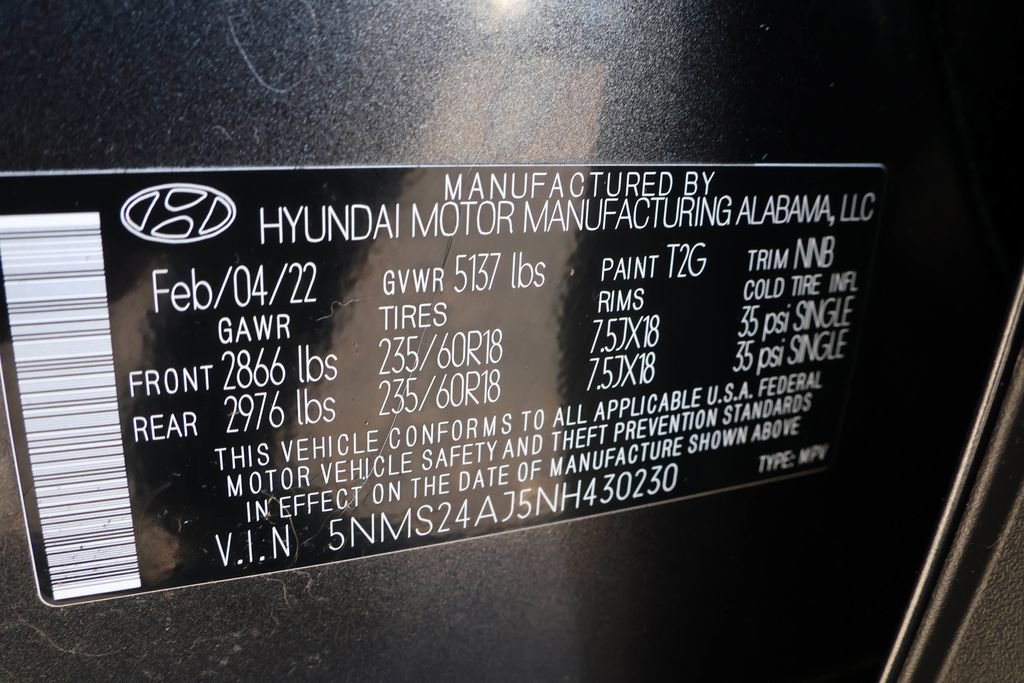 MANUFACTURED BY
HYUNDAI MOTOR MANUFACTURING ALABAMA, LLC
Feb/04/22 GVWR 5137 lbs PAINT T2G TRIM NNB
GAWR TIRES RIMS COLD TIRE INFL
FRONT 2866 lbs 235/60R18 7.5JX18 35 psi SINGLE
REAR 2976 lbs 235/60R18 7.5JX18 35 psi SINGLE
THIS VEHICLE CONFORMS TO ALL APPLICABLE U.S.A. FEDERAL
MOTOR VEHICLE SAFETY AND THEFT PREVENTION STANDARDS
IN EFFECT ON THE DATE OF MANUFACTURE SHOWN ABOVE
V.I.N 5NMS24AJ5NH430230 TYPE: MPV